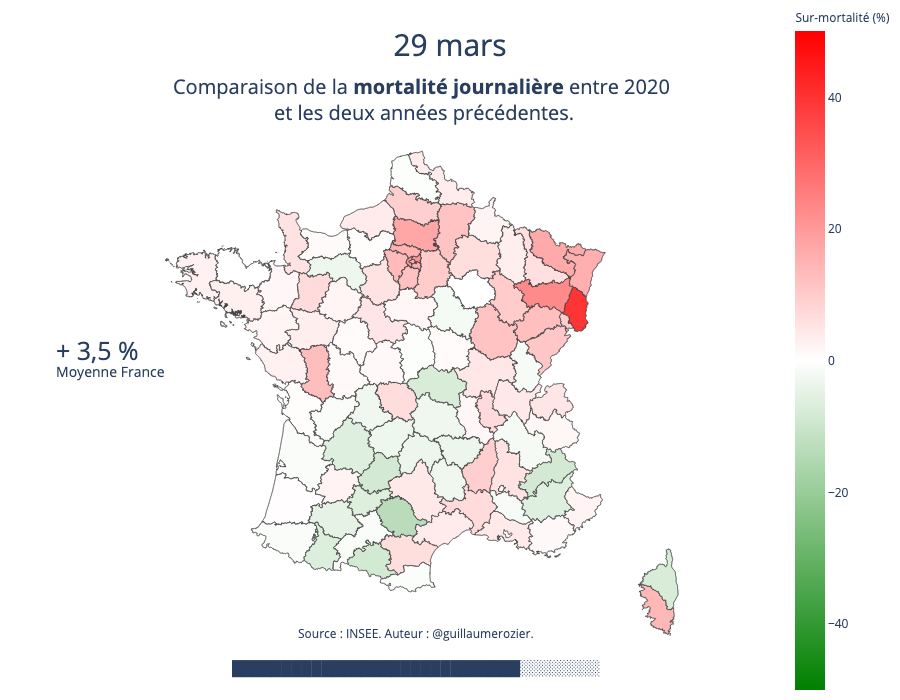 Sur-mortalité (%)
29 mars
Comparaison de la mortalité journalière entre 2020
et les deux années précédentes.
40
20
0
−20
−40
+ 3,5 %
Moyenne France
Source : INSEE. Auteur : @guillaumerozier.